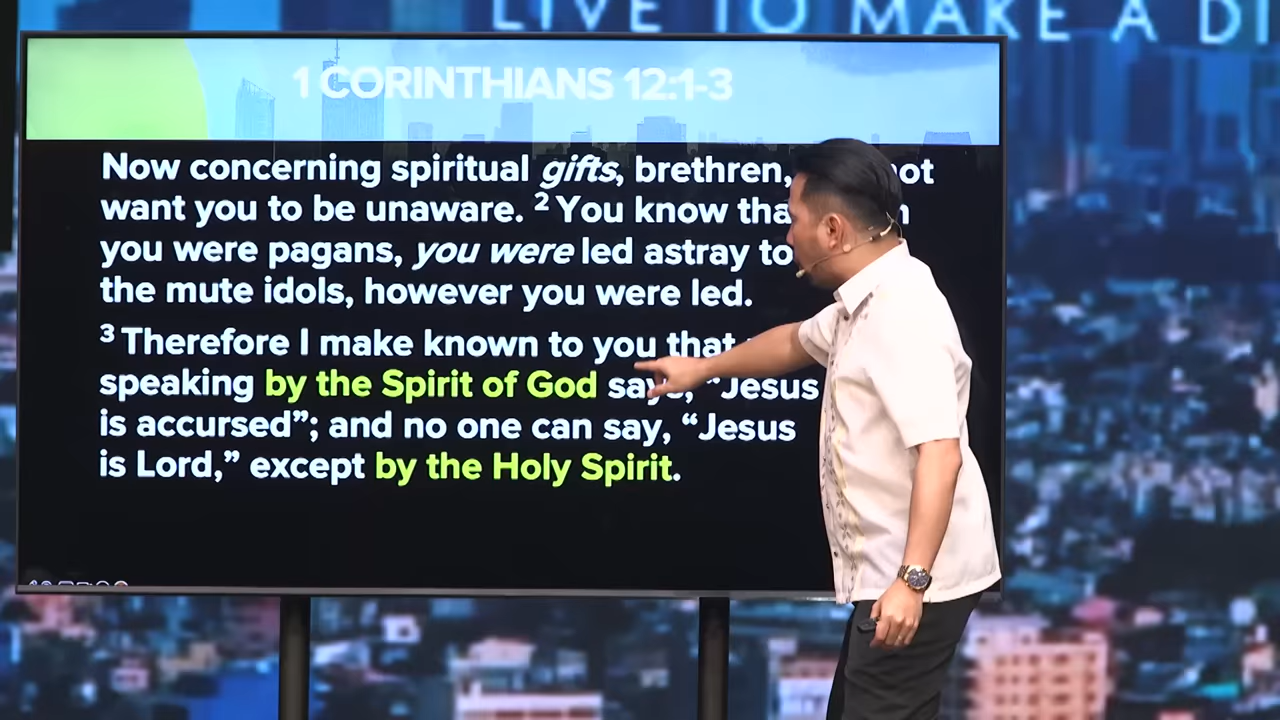 LIVE TO MAKE A DI
1 CORINTHIANS 12:1-3
Now concerning spiritual gifts, brethren, not
want you to be unaware. 2 You know tha
you were pagans, you were led astray to
the mute idols, however you were led.
3 Therefore I make known to you that
speaking by the Spirit of God says, “Jesus
is accursed”; and no one can say, “Jesus
is Lord,” except by the Holy Spirit.